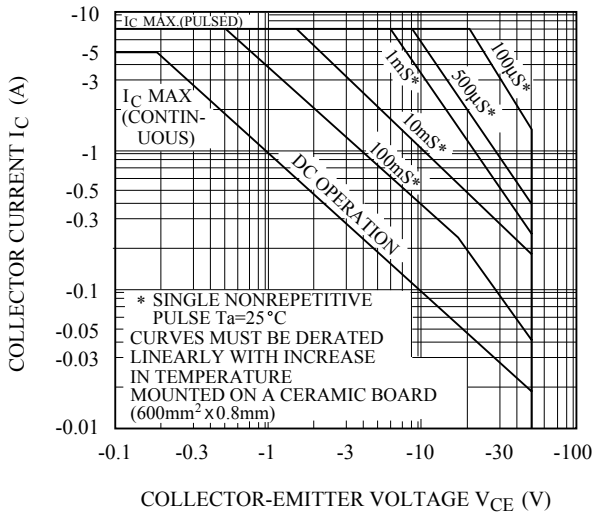 -10
IC MAX.(PULSED)
-5
-3
-1
-0.5
-0.3
-0.1
-0.05
-0.03
-0.01
COLLECTOR CURRENT IC (A)
IC MAX
(CONTIN-
UOUS)
100µS*
500µS*
1mS*
10mS*
100mS*
DC OPERATION
* SINGLE NONREPETITIVE
PULSE Ta=25°C
CURVES MUST BE DERATED
LINEARLY WITH INCREASE
IN TEMPERATURE
MOUNTED ON A CERAMIC BOARD
(600mm²x0.8mm)
-0.1 -0.3 -1 -3 -10 -30 -100
COLLECTOR-EMITTER VOLTAGE VCE (V)